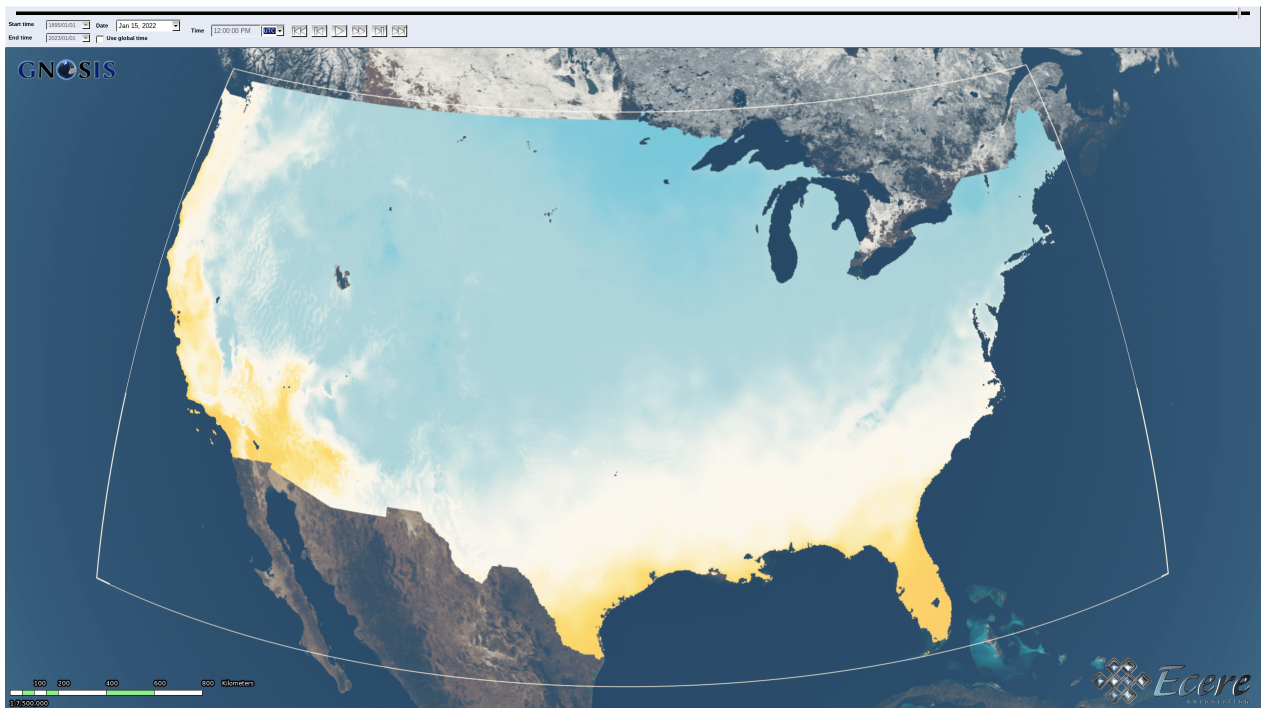 Start time 1895/01/01 Date Jan 15, 2022 Time 12:00:00 PM UTC
End time 2023/01/01 Use global time
GNOSIS
100 200 400 600 800 Kilometers
1:7,500,000
Ecere
corporation